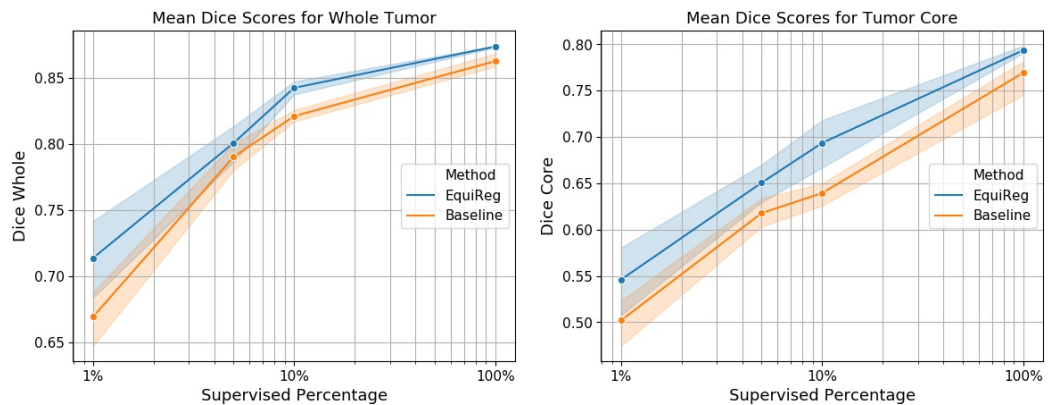 Mean Dice Scores for Whole Tumor
Dice Whole
0.85
0.80
0.75
0.70
0.65
Method
EquiReg
Baseline
1%
10%
100%
Supervised Percentage
Mean Dice Scores for Tumor Core
Dice Core
0.80
0.75
0.70
0.65
0.60
0.55
0.50
Method
EquiReg
Baseline
1%
10%
100%
Supervised Percentage